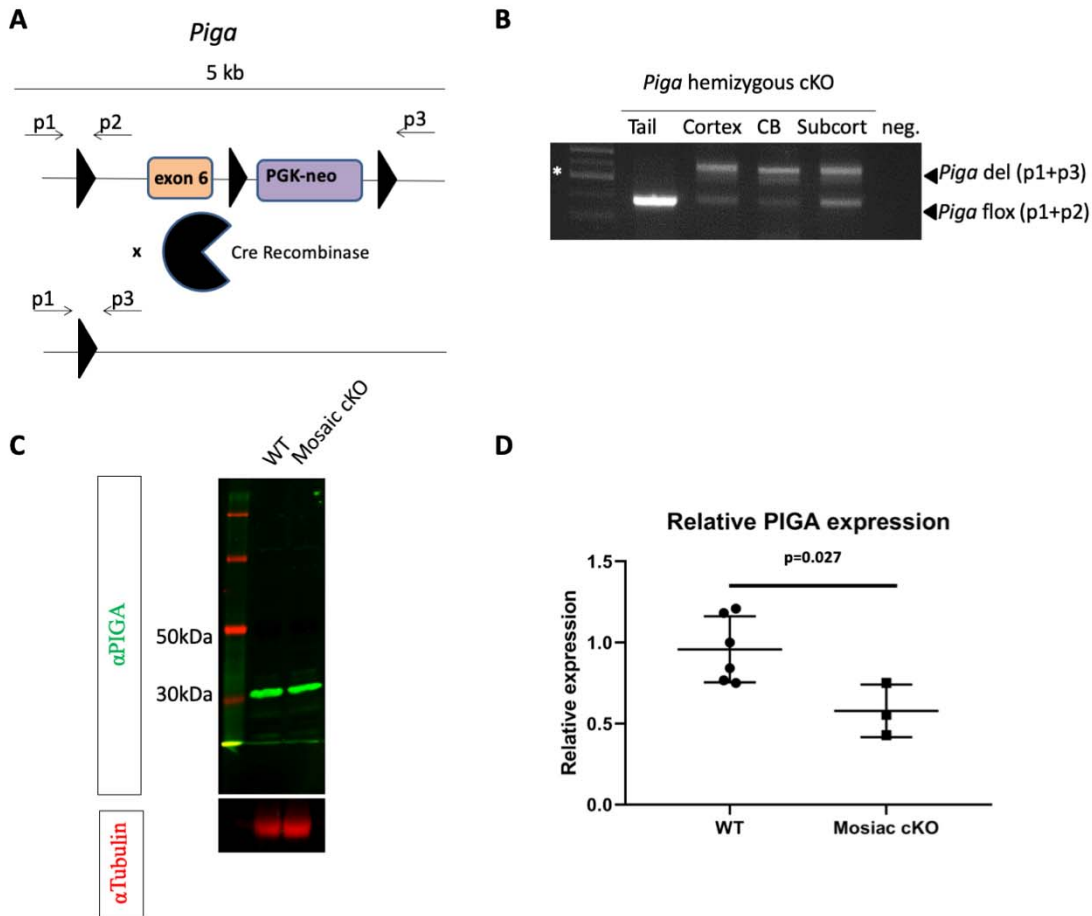 A
Piga
5 kb
p1
p2
p3
exon 6
PGK-neo
x
Cre Recombinase
p1
p3
B
Piga hemizygous cKO
Tail Cortex CB Subcort neg.
*
Piga del (p1+p3)
Piga flox (p1+p2)
C
WT
Mosaic cKO
αPIGA
50kDa
30kDa
αTubulin
D
Relative PIGA expression
p=0.027
Relative expression
1.5
1.0
0.5
0.0
WT
Mosiac cKO